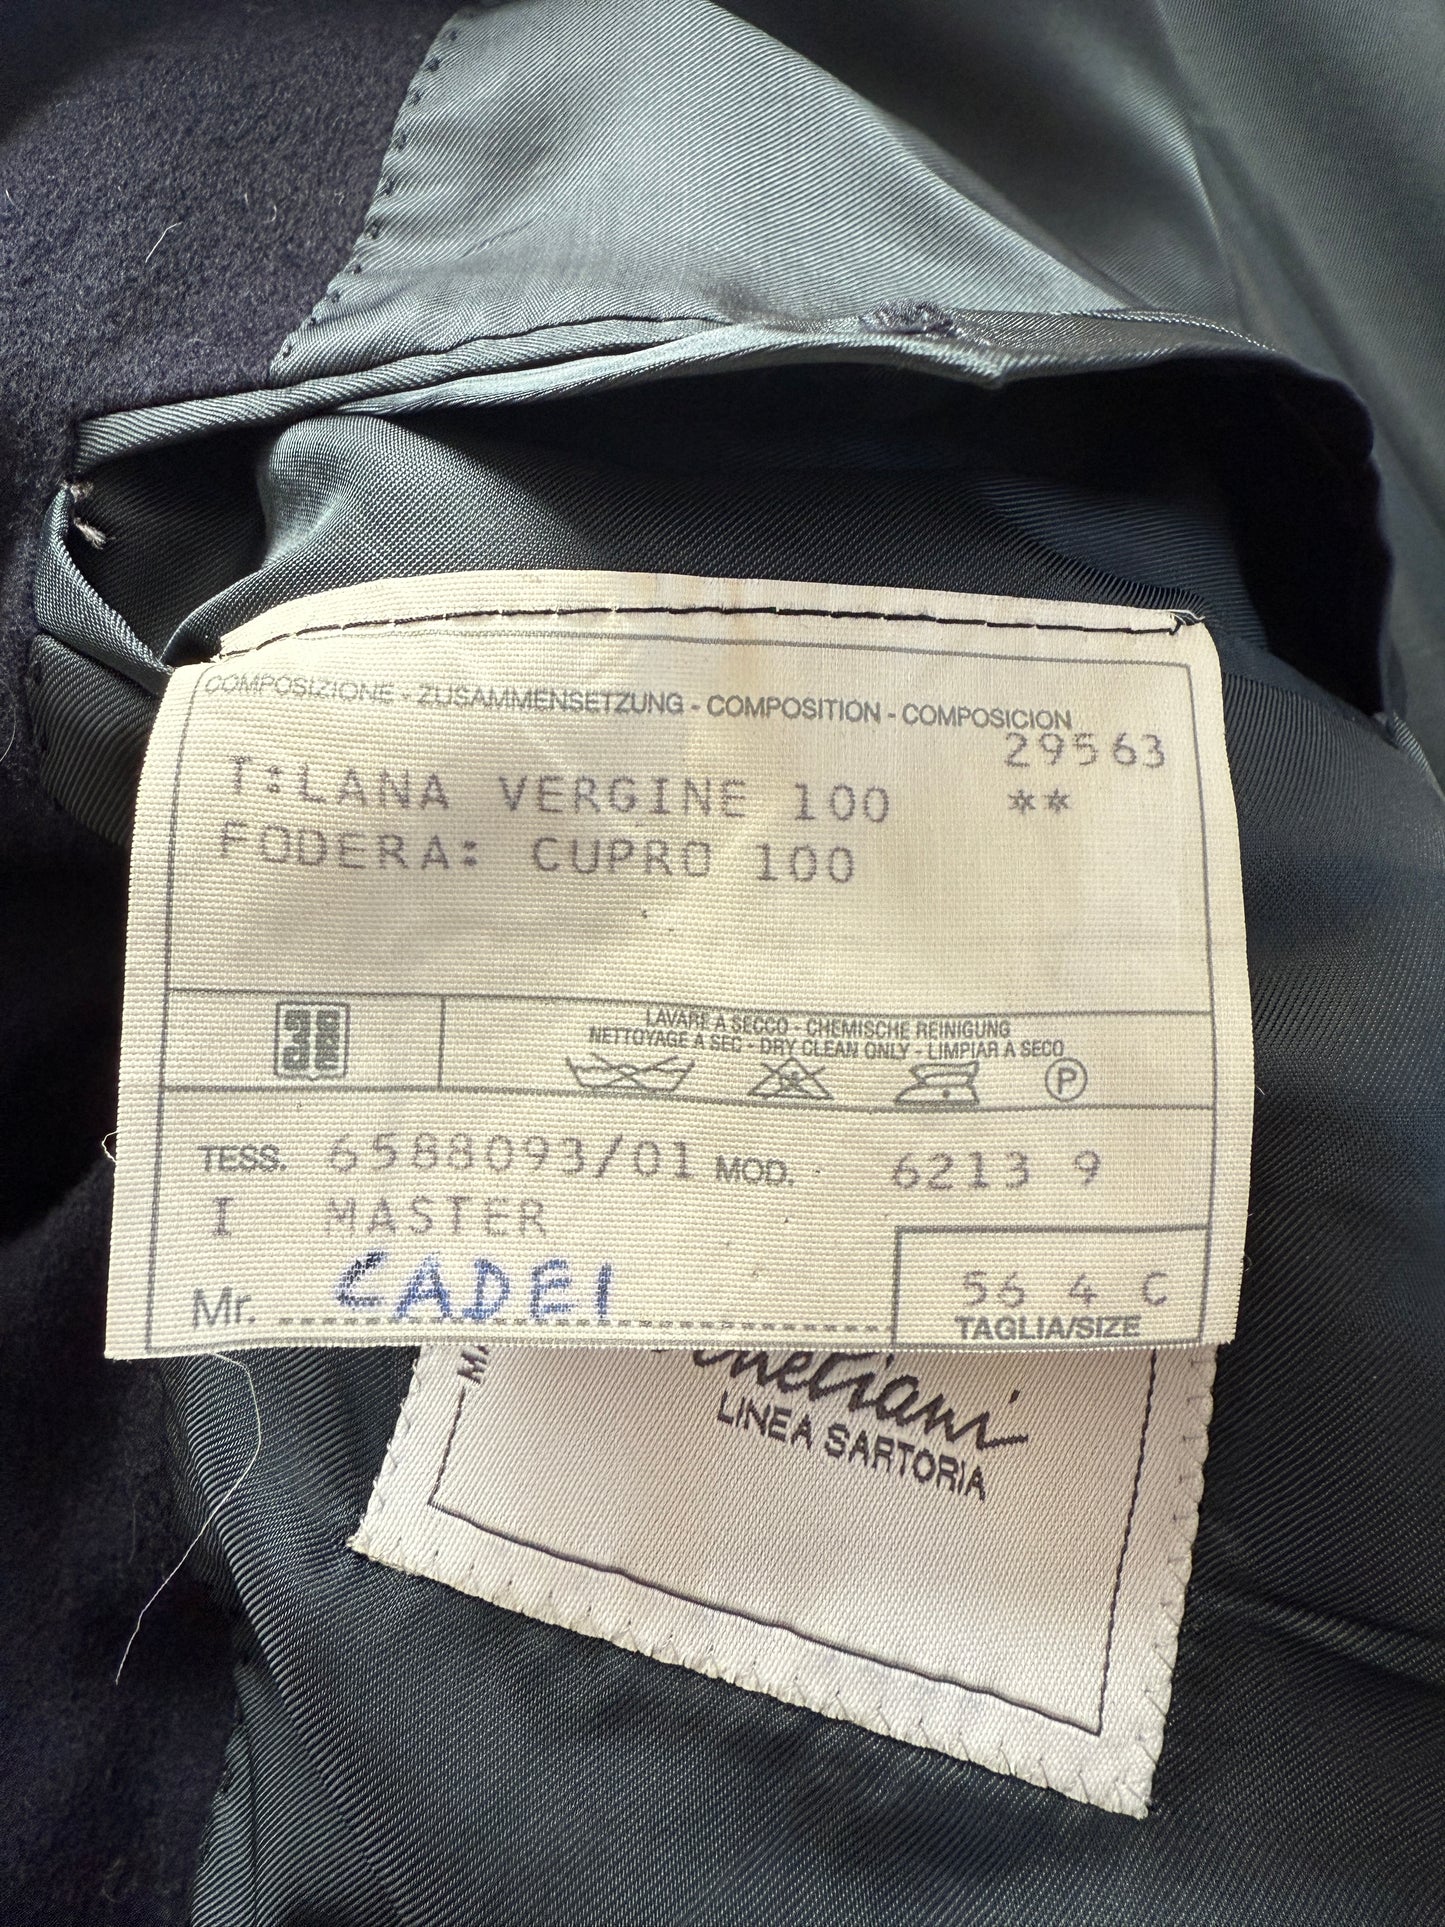 COMPOSIZIONE - ZUSAMMENSETZUNG - COMPOSITION - COMPOSICION
29563
T:LANA VERGINE 100 **
FODERA: CUPRO 100
LAVARE A SECCO - CHEMISCHE REINIGUNG
NETTOYAGE A SEC - DRY CLEAN ONLY - LIMPIAR A SECO
P
TESS. 6588093/01 MOD. 6213 9
I MASTER
56 4 C
Mr. CADEI
TAGLIA/SIZE
LINEA SARTORIA